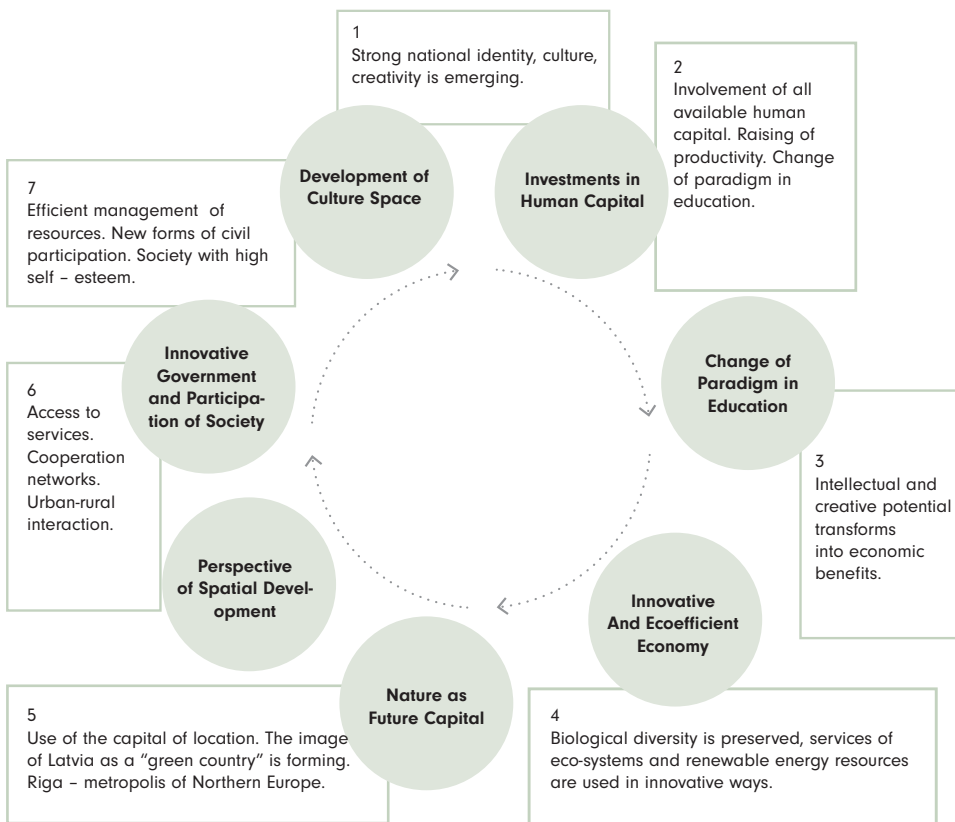 1
Strong national identity, culture,
creativity is emerging.
2
Involvement of all
available human
capital. Raising of
productivity. Change
of paradigm in
education.
Development of
Culture Space
Investments in
Human Capital
7
Efficient management of
resources. New forms of civil
participation. Society with high
self – esteem.
Innovative
Government
and Participa-
tion of Society
Change of
Paradigm in
Education
6
Access to
services.
Cooperation
networks.
Urban-rural
interaction.
3
Intellectual and
creative potential
transforms
into economic
benefits.
Perspective
of Spatial Devel-
opment
Innovative
And Ecoefficient
Economy
Nature as
Future Capital
5
Use of the capital of location. The image
of Latvia as a “green country” is forming.
Riga – metropolis of Northern Europe.
4
Biological diversity is preserved, services of
eco-systems and renewable energy resources
are used in innovative ways.